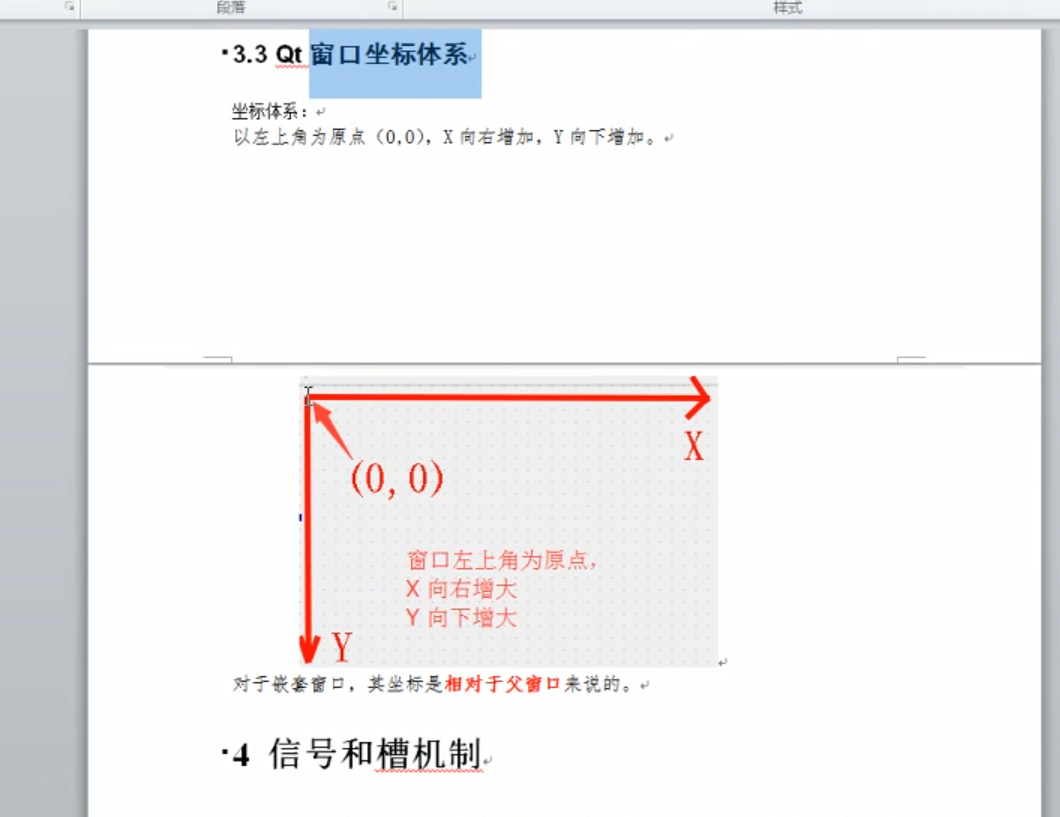 段落
样式
3.3 Qt 窗口坐标体系
坐标体系：
以左上角为原点（0,0），X 向右增加，Y 向下增加。
X
(0, 0)
窗口左上角为原点，
X 向右增大
Y 向下增大
Y
对于嵌套窗口，其坐标是相对于父窗口来说的。
4 信号和槽机制